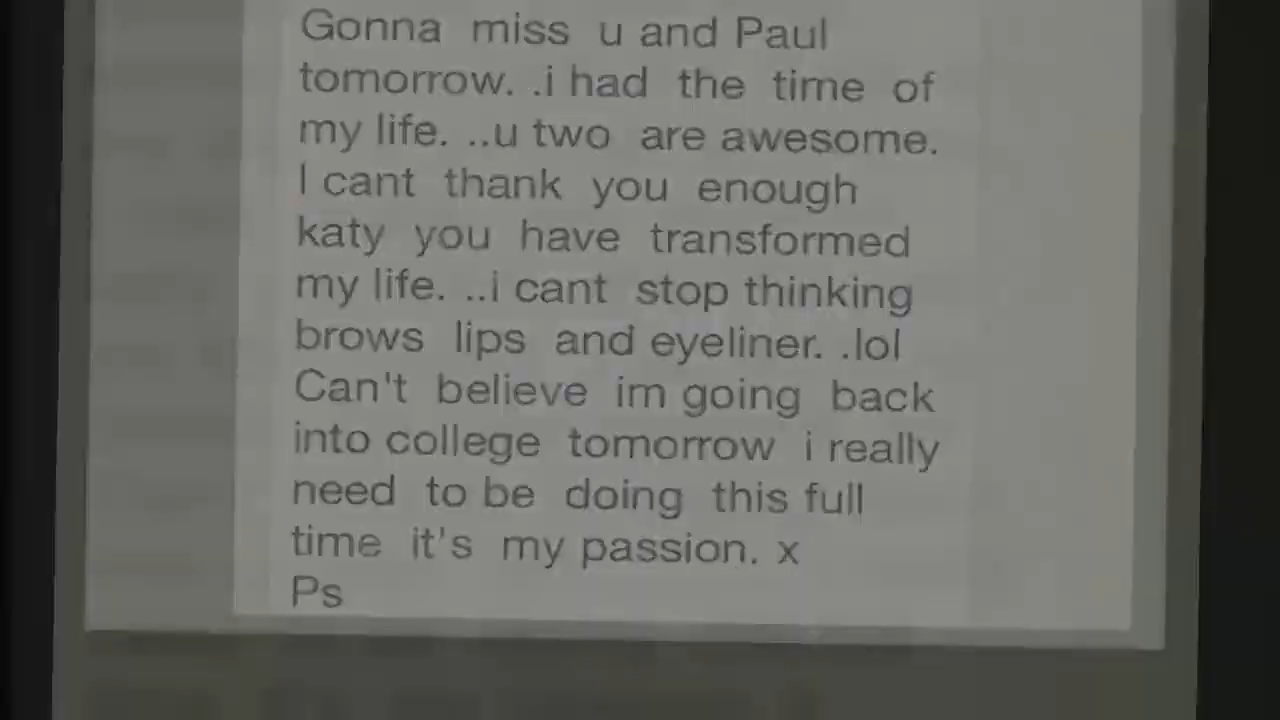 Gonna miss u and Paul
tomorrow. .i had the time of
my life. ..u two are awesome.
I cant thank you enough
katy you have transformed
my life. ..i cant stop thinking
brows lips and eyeliner. .lol
Can't believe im going back
into college tomorrow i really
need to be doing this full
time it's my passion. x
Ps